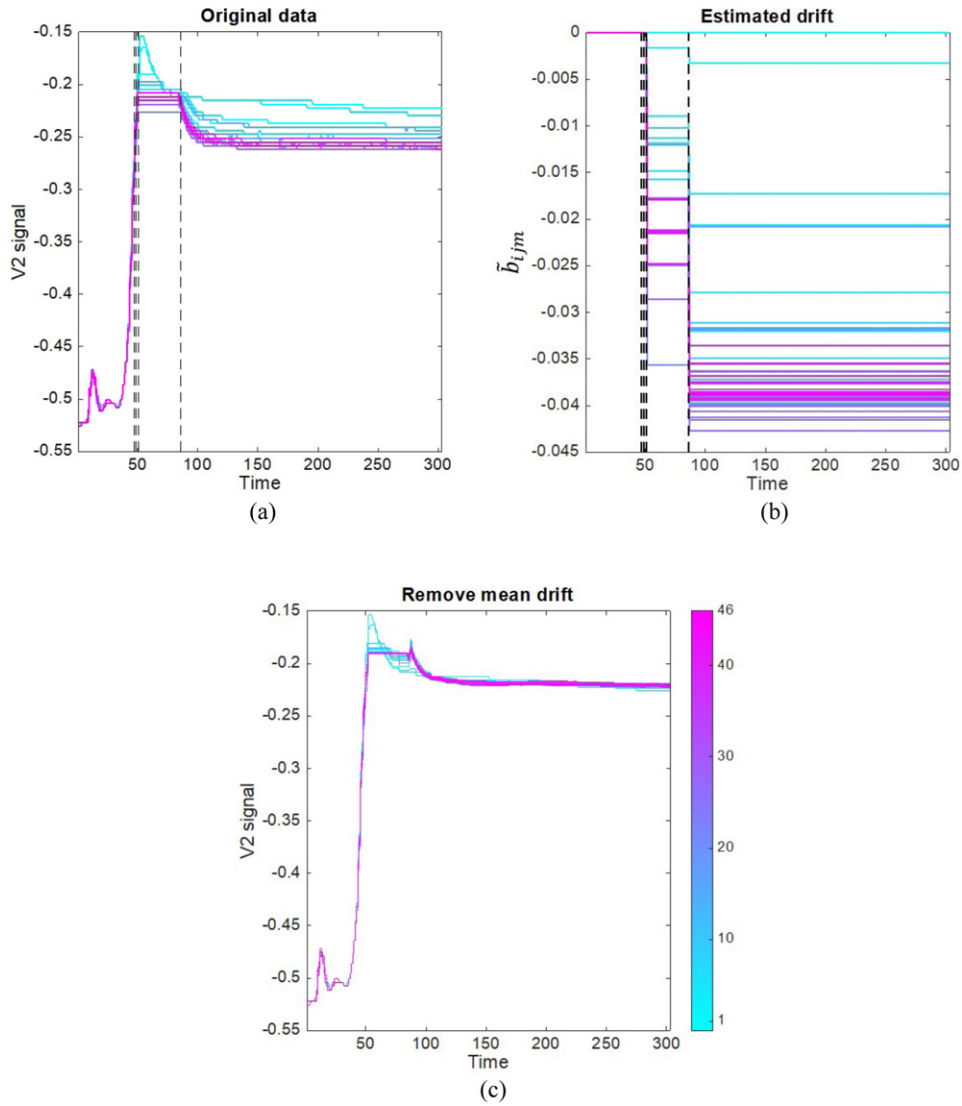 Original data
-0.15
-0.2
-0.25
-0.3
-0.35
-0.4
-0.45
-0.5
-0.55
V2 signal
50 100 150 200 250 300
Time
(a)
Estimated drift
0
-0.005
-0.01
-0.015
-0.02
-0.025
-0.03
-0.035
-0.04
-0.045
b̃ijm
50 100 150 200 250 300
Time
(b)
Remove mean drift
-0.15
-0.2
-0.25
-0.3
-0.35
-0.4
-0.45
-0.5
-0.55
V2 signal
50 100 150 200 250 300
Time
46
40
30
20
10
1
(c)